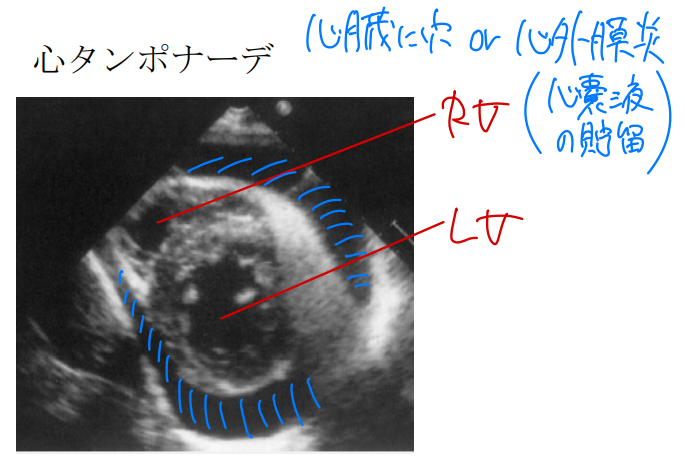 心タンポナーデ
心臓に穴 or 心外膜炎
(心嚢液
の貯留)
RV
LV